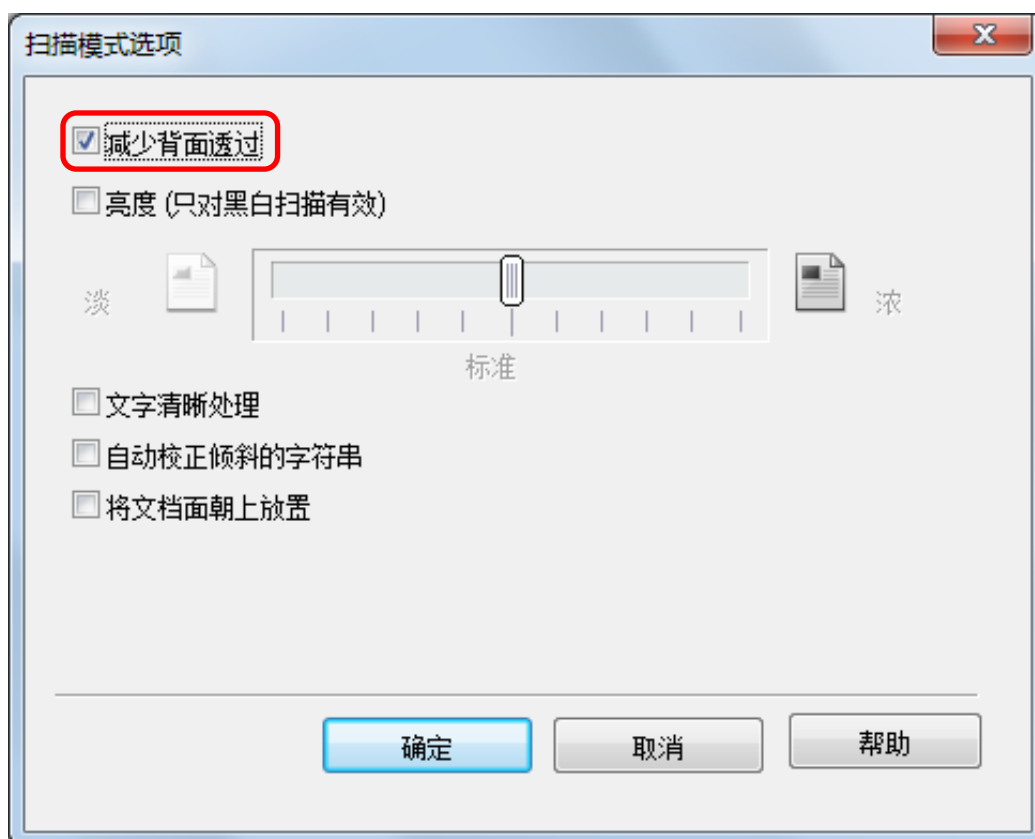 扫描模式选项
减少背面透过
亮度 (只对黑白扫描有效)
淡
浓
标准
文字清晰处理
自动校正倾斜的字符串
将文档面朝上放置
确定
取消
帮助